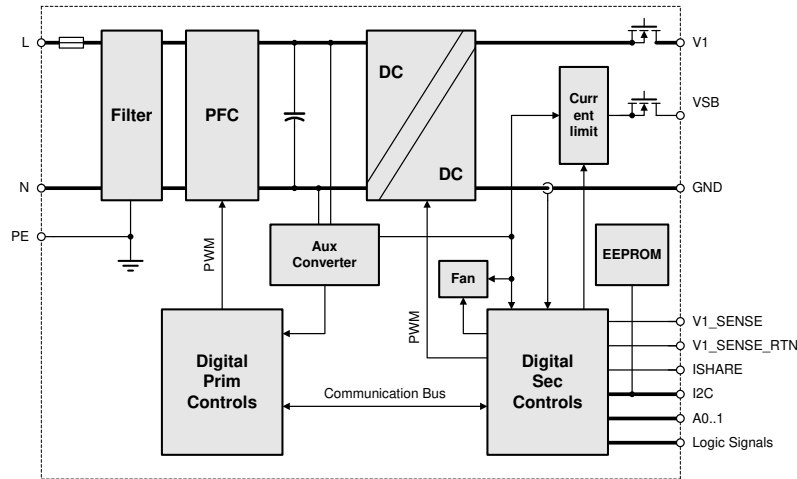 L
Filter
PFC
DC
DC
Curr
ent
limit
V1
VSB
N
GND
PE
PWM
Aux
Converter
Fan
EEPROM
PWM
Digital
Prim
Controls
Communication Bus
Digital
Sec
Controls
V1_SENSE
V1_SENSE_RTN
ISHARE
I2C
A0..1
Logic Signals